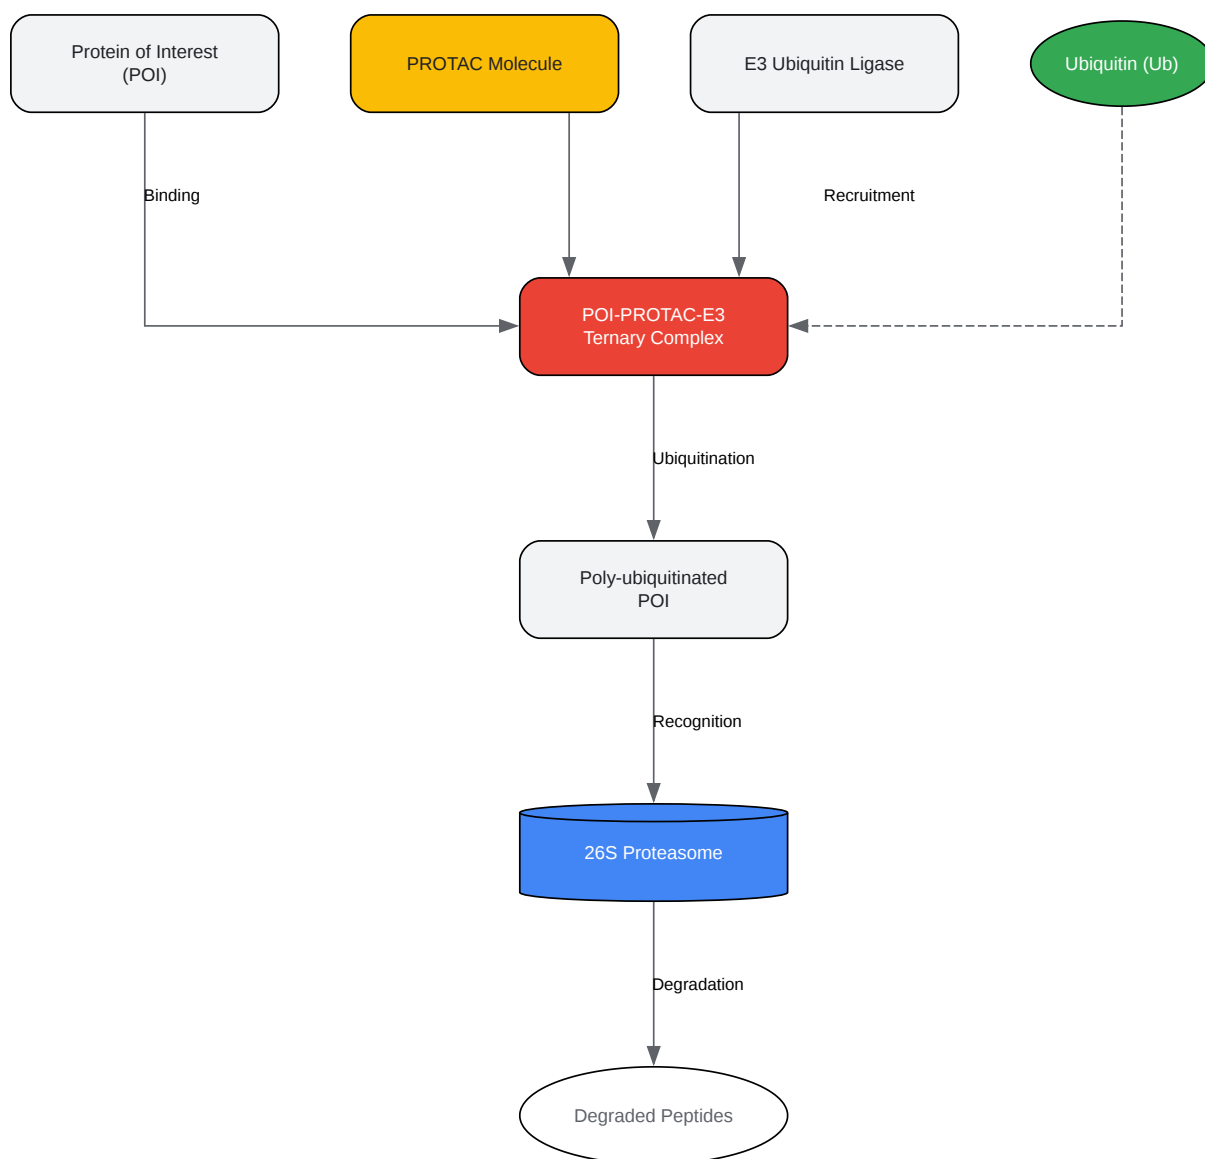 Protein of Interest
(POI)
PROTAC Molecule
E3 Ubiquitin Ligase
Ubiquitin (Ub)
Binding
Recruitment
POI-PROTAC-E3
Ternary Complex
Ubiquitination
Poly-ubiquitinated
POI
Recognition
26S Proteasome
Degradation
Degraded Peptides